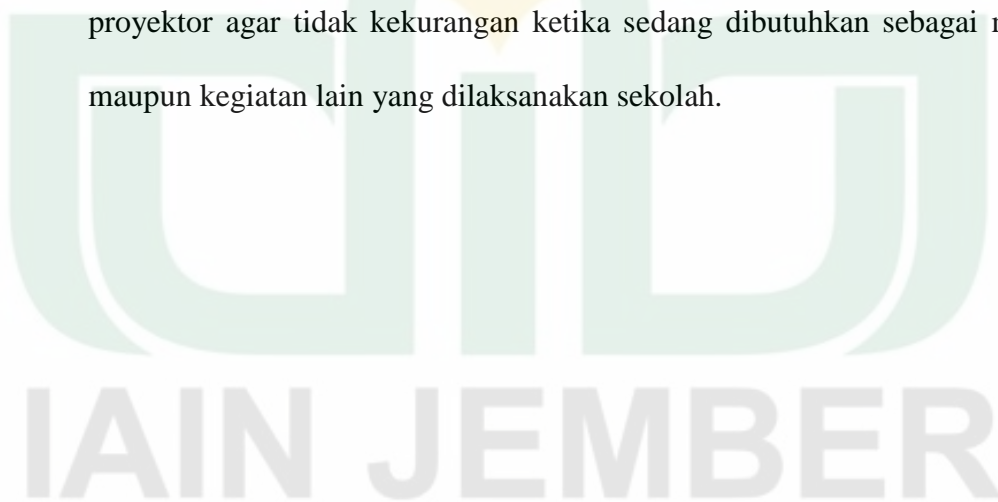 proyektor agar tidak kekurangan ketika sedang dibutuhkan sebagai
maupun kegiatan lain yang dilaksanakan sekolah.
IAIN JEMBER